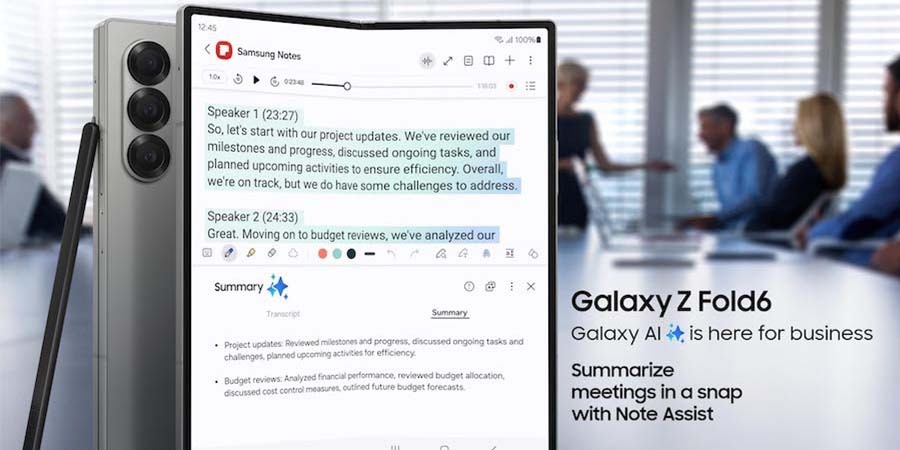 12:45
100%
Samsung Notes
1.0x
0:23:48
1:16:03
Speaker 1 (23:27)
So, let's start with our project updates. We've reviewed our
milestones and progress, discussed ongoing tasks, and
planned upcoming activities to ensure efficiency. Overall,
we're on track, but we do have some challenges to address.
Speaker 2 (24:33)
Great. Moving on to budget reviews, we've analyzed our
Summary
Transcript
Summary
• Project updates: Reviewed milestones and progress, discussed ongoing tasks and
challenges, planned upcoming activities for efficiency.
• Budget reviews: Analyzed financial performance, reviewed budget allocation,
discussed cost control measures, outlined future budget forecasts.
Galaxy Z Fold6
Galaxy AI is here for business
Summarize
meetings in a snap
with Note Assist